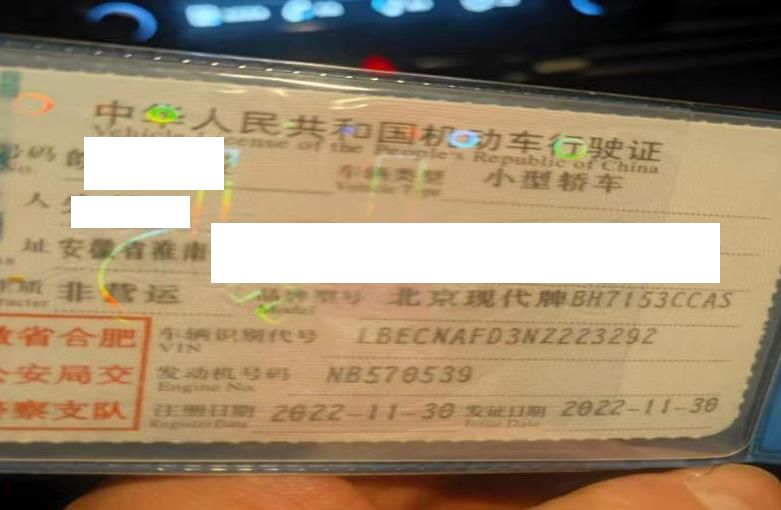 中华人民共和国机动车行驶证
Vehicle License of the People's Republic of China
号码 车辆类型 小型轿车
No. Vehicle Type
人
址 安徽省淮南
非营运 品牌型号 北京现代牌BH7153CCAS
Model
省合肥 车辆识别代号 LBECNAFD3NZ223292
VIN
安局交 发动机号码 NB570539
Engine No.
察支队 注册日期 2022-11-30 发证日期 2022-11-30
Register Date Issue Date